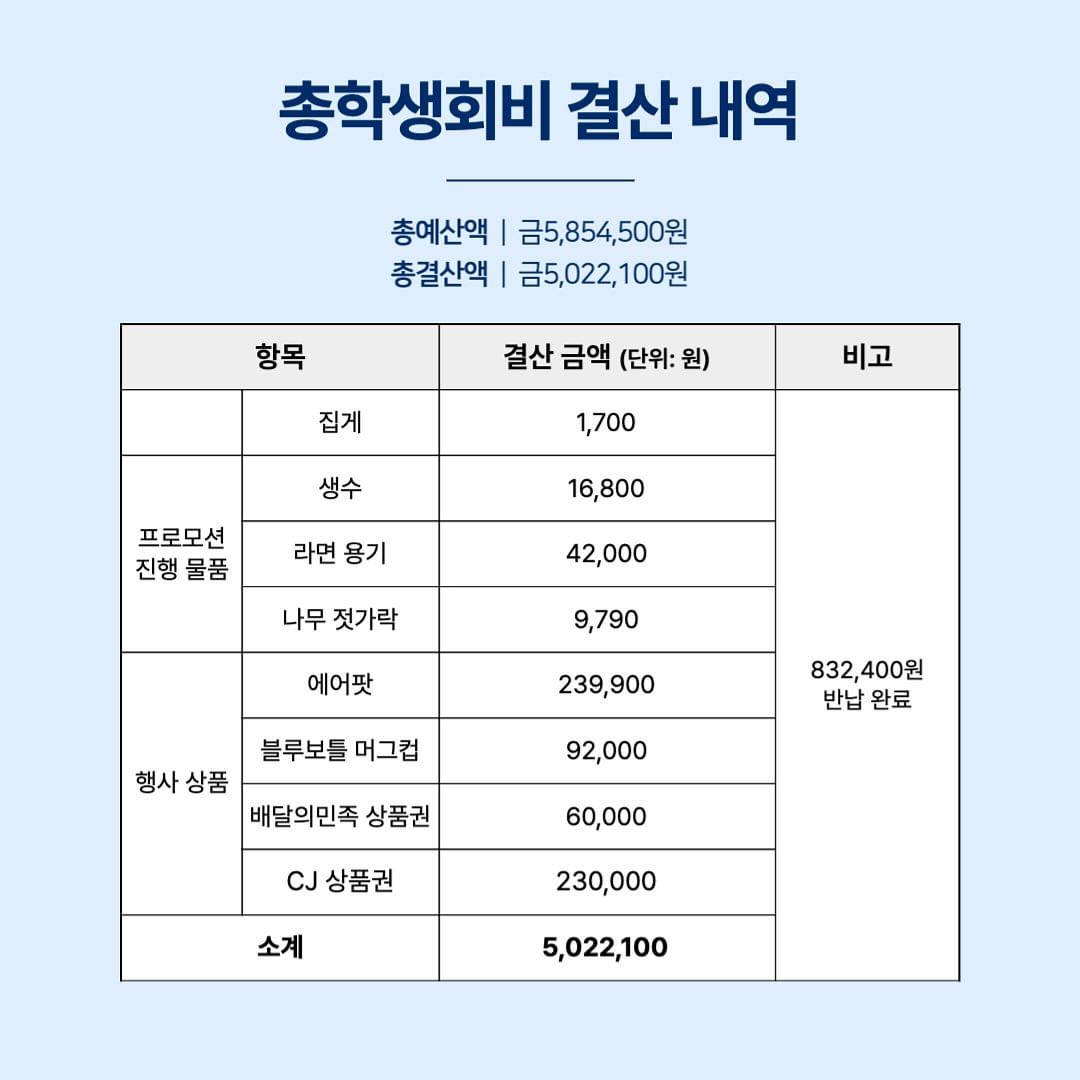 총학생회비 결산 내역
총예산액 | 금5,854,500원
총결산액 | 금5,022,100원
항목 결산 금액 (단위: 원) 비고
집게 1,700
프로모션
진행 물품
생수 16,800
라면 용기 42,000
나무 젓가락 9,790
행사 상품
에어팟 239,900
블루보틀 머그컵 92,000
배달의민족 상품권 60,000
CJ 상품권 230,000
소계 5,022,100
832,400원
반납 완료